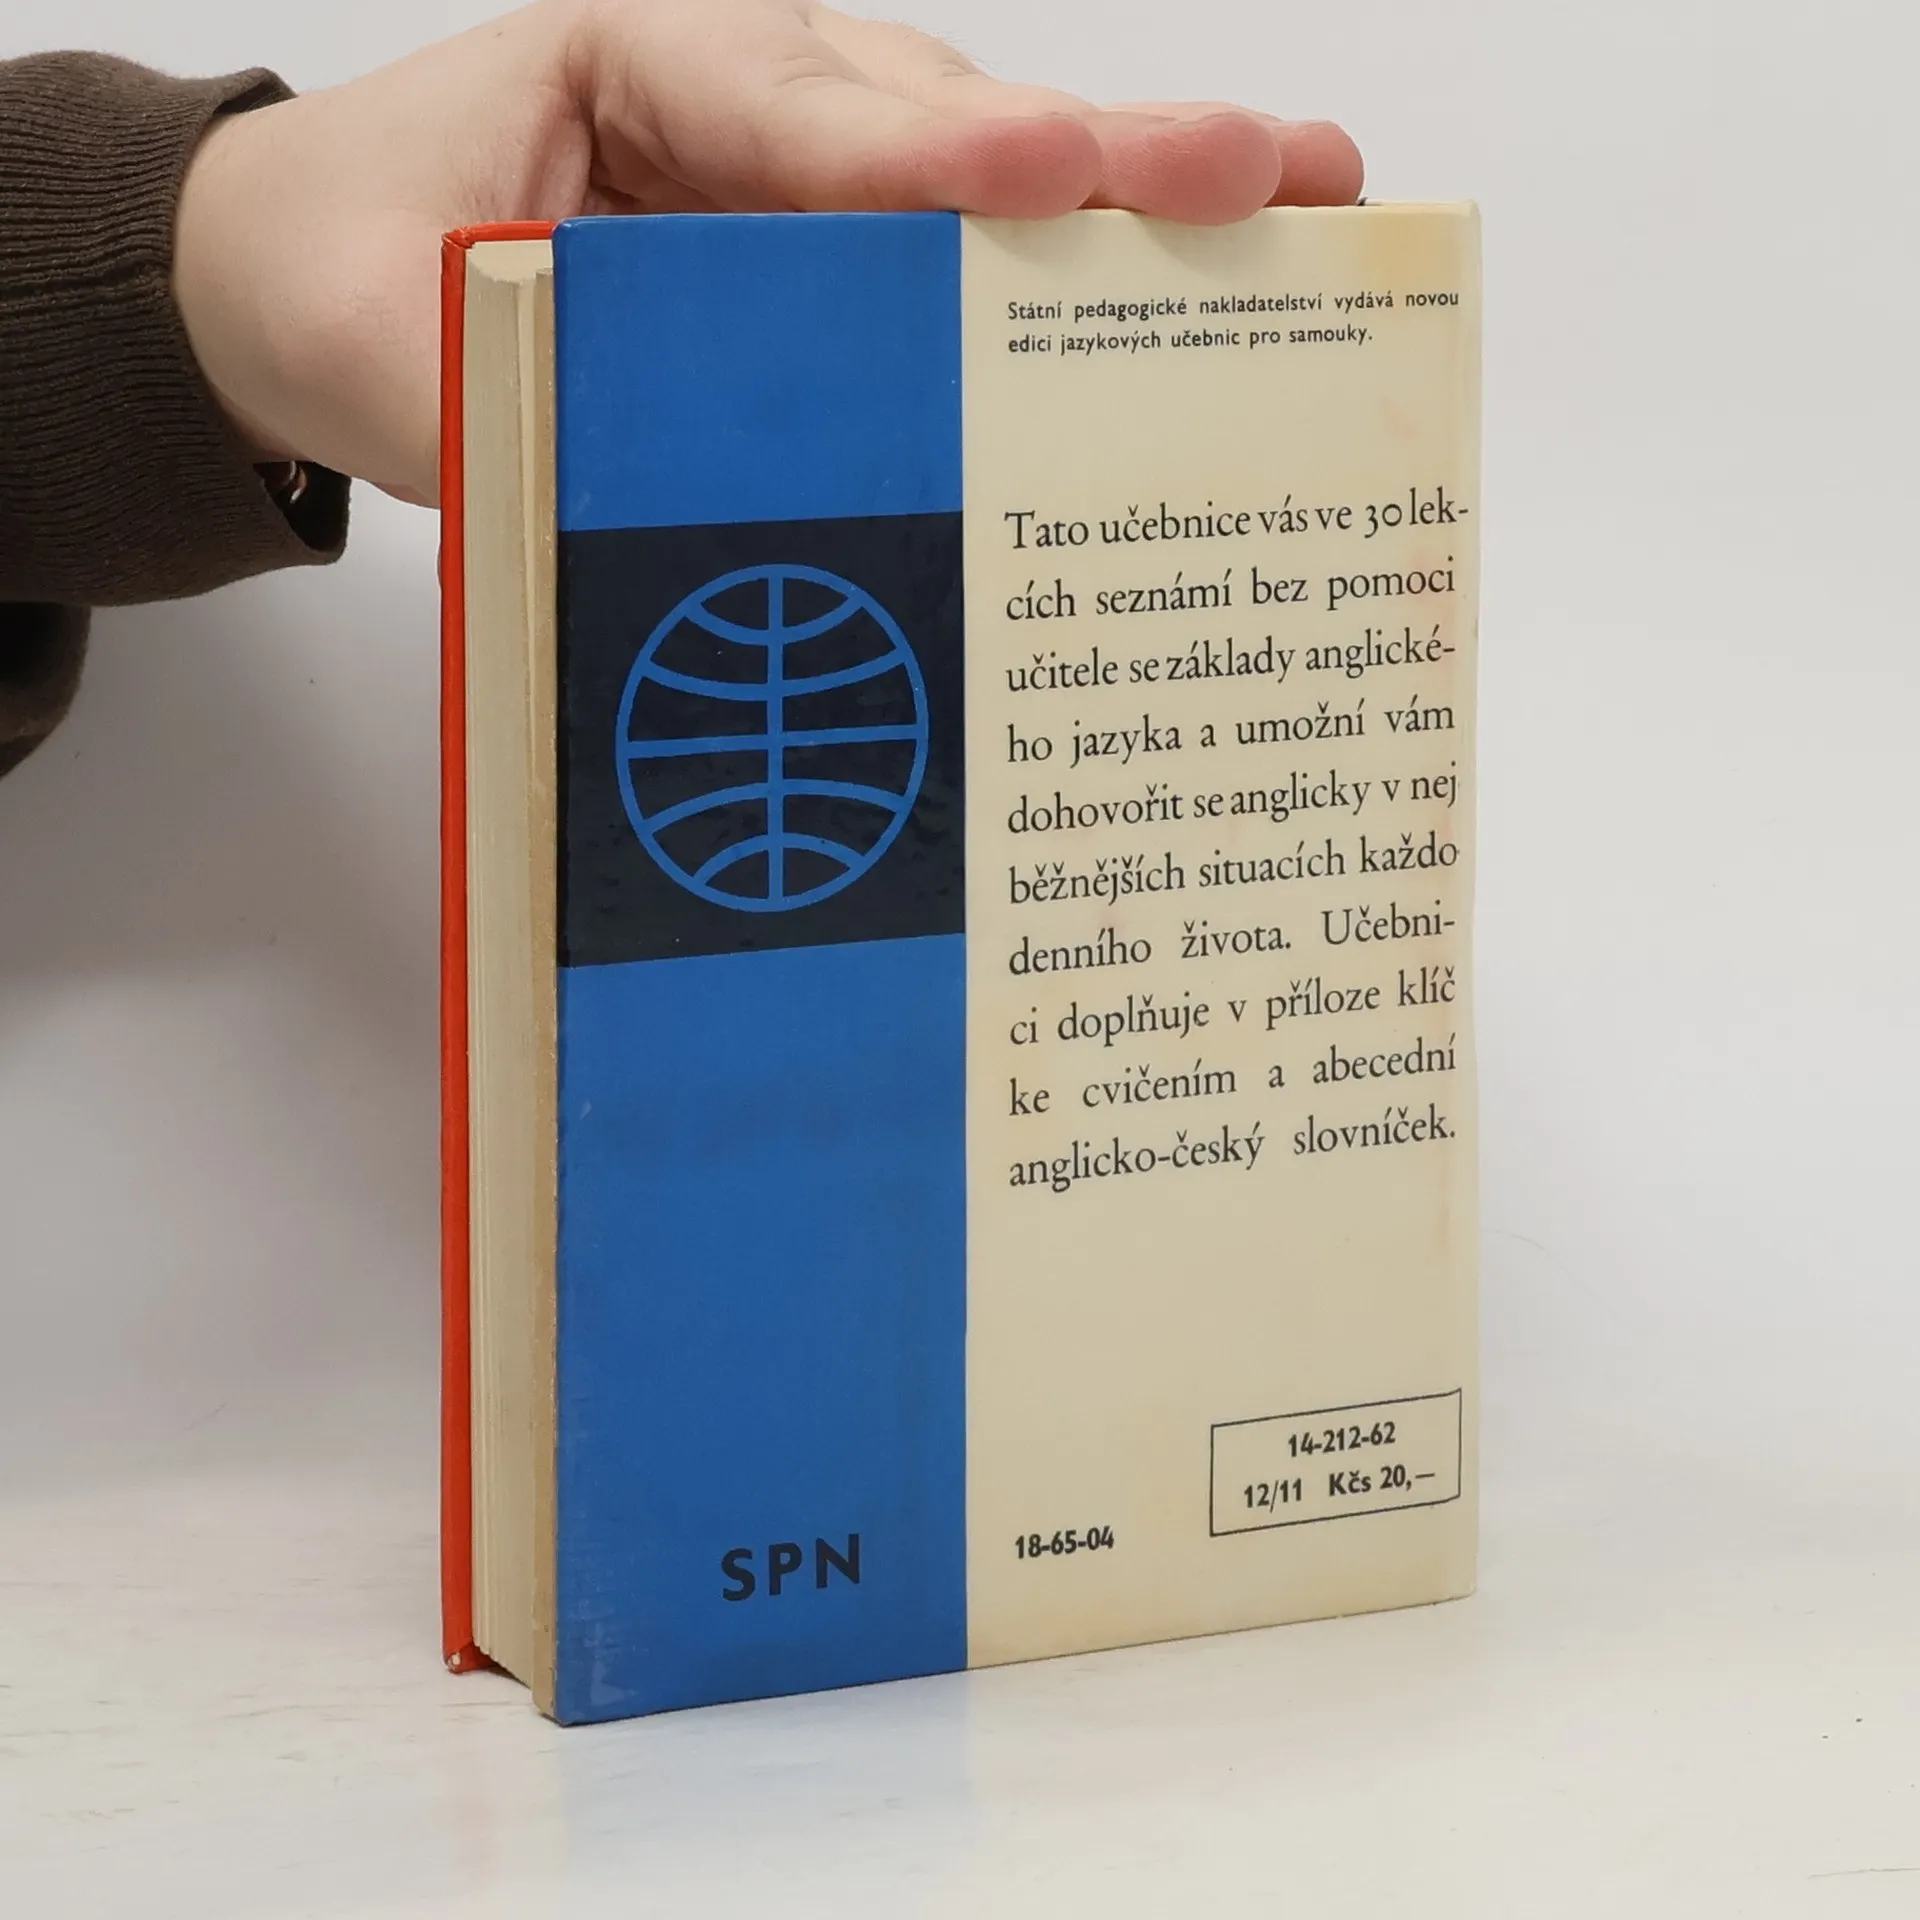 Státní pedagogické nakladatelství vydává novou
edici jazykových učebnic pro samouky.
Tato učebnice vás ve 30 lek-
cích seznámí bez pomoci
učitele se základy anglické-
ho jazyka a umožní vám
dohovořit se anglicky v nej
běžnějších situacích každo
denního života. Učebni-
ci doplňuje v příloze klíč
ke cvičením a abecední
anglicko-český slovníček.
14-212-62
12/11 Kčs 20,—
18-65-04
SPN